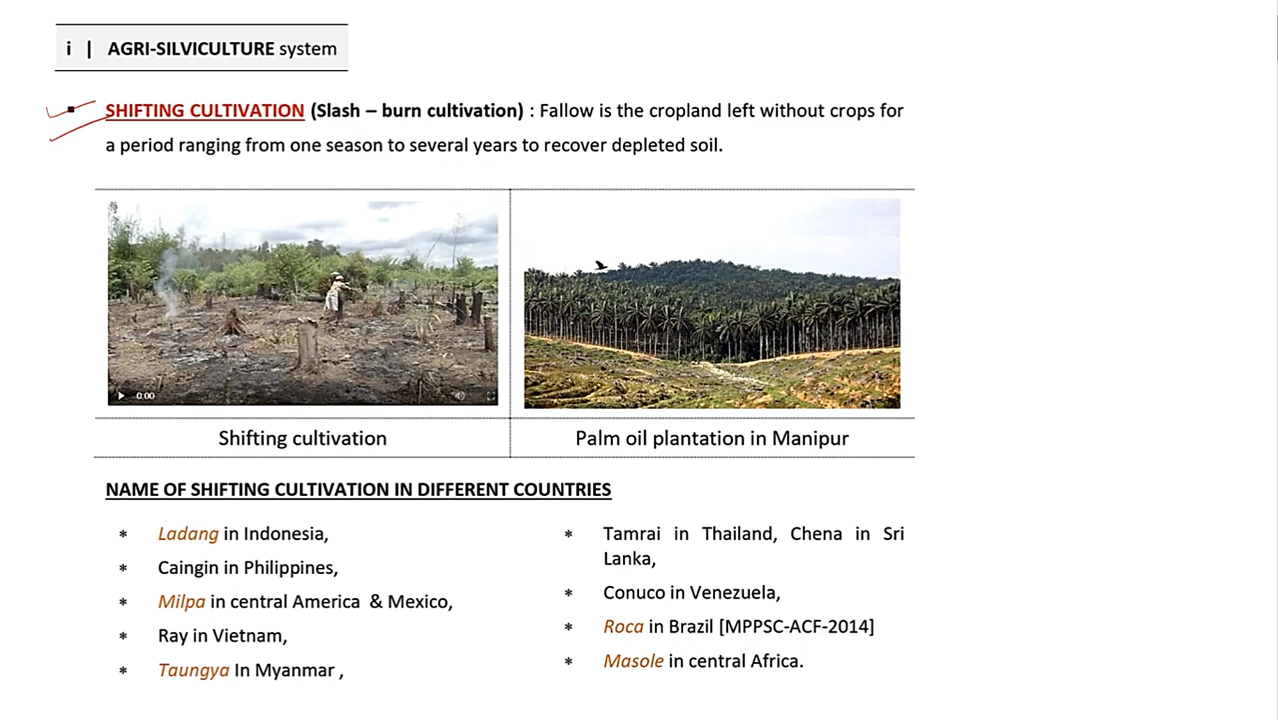 i | AGRI-SILVICULTURE system
SHIFTING CULTIVATION (Slash – burn cultivation) : Fallow is the cropland left without crops for
a period ranging from one season to several years to recover depleted soil.
0:00
Shifting cultivation
Palm oil plantation in Manipur
NAME OF SHIFTING CULTIVATION IN DIFFERENT COUNTRIES
* Ladang in Indonesia,
* Caingin in Philippines,
* Milpa in central America & Mexico,
* Ray in Vietnam,
* Taungya In Myanmar ,
* Tamrai in Thailand, Chena in Sri
Lanka,
* Conuco in Venezuela,
* Roca in Brazil [MPPSC-ACF-2014]
* Masole in central Africa.